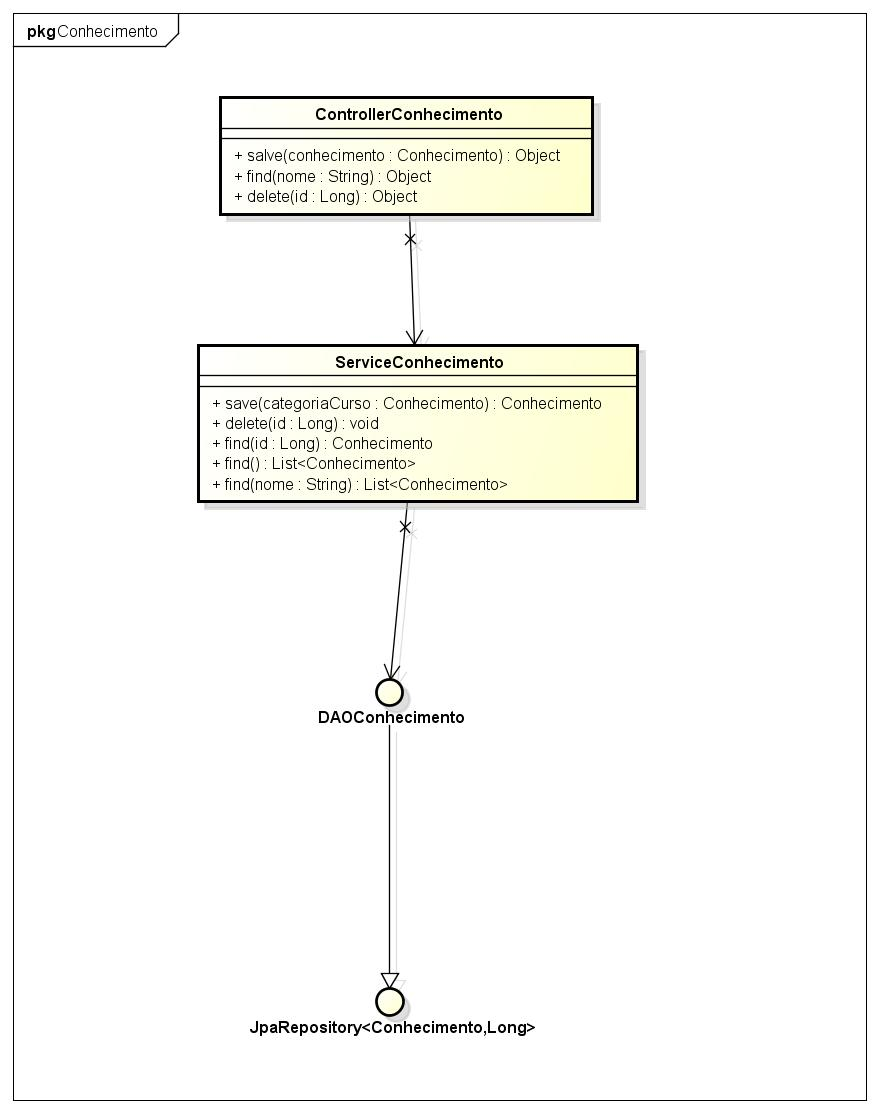 pkg Conhecimento
ControllerConhecimento
+ salve(conhecimento : Conhecimento) : Object
+ find(nome : String) : Object
+ delete(id : Long) : Object
ServiceConhecimento
+ save(categoriaCurso : Conhecimento) : Conhecimento
+ delete(id : Long) : void
+ find(id : Long) : Conhecimento
+ find() : List<Conhecimento>
+ find(nome : String) : List<Conhecimento>
DAOConhecimento
JpaRepository<Conhecimento,Long>